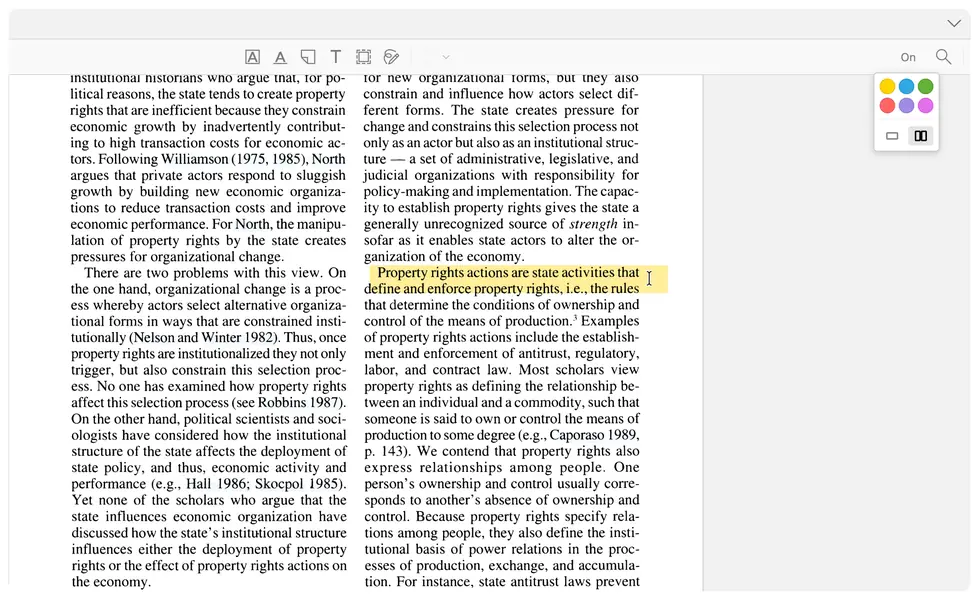 A
A
T
On
institutional historians who argue that, for po-
litical reasons, the state tends to create property
rights that are inefficient because they constrain
economic growth by inadvertently contribut-
ing to high transaction costs for economic ac-
tors. Following Williamson (1975, 1985), North
argues that private actors respond to sluggish
growth by building new economic organiza-
tions to reduce transaction costs and improve
economic performance. For North, the manipu-
lation of property rights by the state creates
pressures for organizational change.
There are two problems with this view. On
the one hand, organizational change is a proc-
ess whereby actors select alternative organiza-
tional forms in ways that are constrained insti-
tutionally (Nelson and Winter 1982). Thus, once
property rights are institutionalized they not only
trigger, but also constrain this selection proc-
ess. No one has examined how property rights
affect this selection process (see Robbins 1987).
On the other hand, political scientists and soci-
ologists have considered how the institutional
structure of the state affects the deployment of
state policy, and thus, economic activity and
performance (e.g., Hall 1986; Skocpol 1985).
Yet none of the scholars who argue that the
state influences economic organization have
discussed how the state's institutional structure
influences either the deployment of property
rights or the effect of property rights actions on
the economy.
for new organizational forms, but they also
constrain and influence how actors select dif-
ferent forms. The state creates pressure for
change and constrains this selection process not
only as an actor but also as an institutional struc-
ture — a set of administrative, legislative, and
judicial organizations with responsibility for
policy-making and implementation. The capac-
ity to establish property rights gives the state a
generally unrecognized source of strength in-
sofar as it enables state actors to alter the or-
ganization of the economy.
Property rights actions are state activities that
define and enforce property rights, i.e., the rules
that determine the conditions of ownership and
control of the means of production.³ Examples
of property rights actions include the establish-
ment and enforcement of antitrust, regulatory,
labor, and contract law. Most scholars view
property rights as defining the relationship be-
tween an individual and a commodity, such that
someone is said to own or control the means of
production to some degree (e.g., Caporaso 1989,
p. 143). We contend that property rights also
express relationships among people. One
person's ownership and control usually corre-
sponds to another's absence of ownership and
control. Because property rights specify rela-
tions among people, they also define the insti-
tutional basis of power relations in the proc-
esses of production, exchange, and accumula-
tion. For instance, state antitrust laws prevent